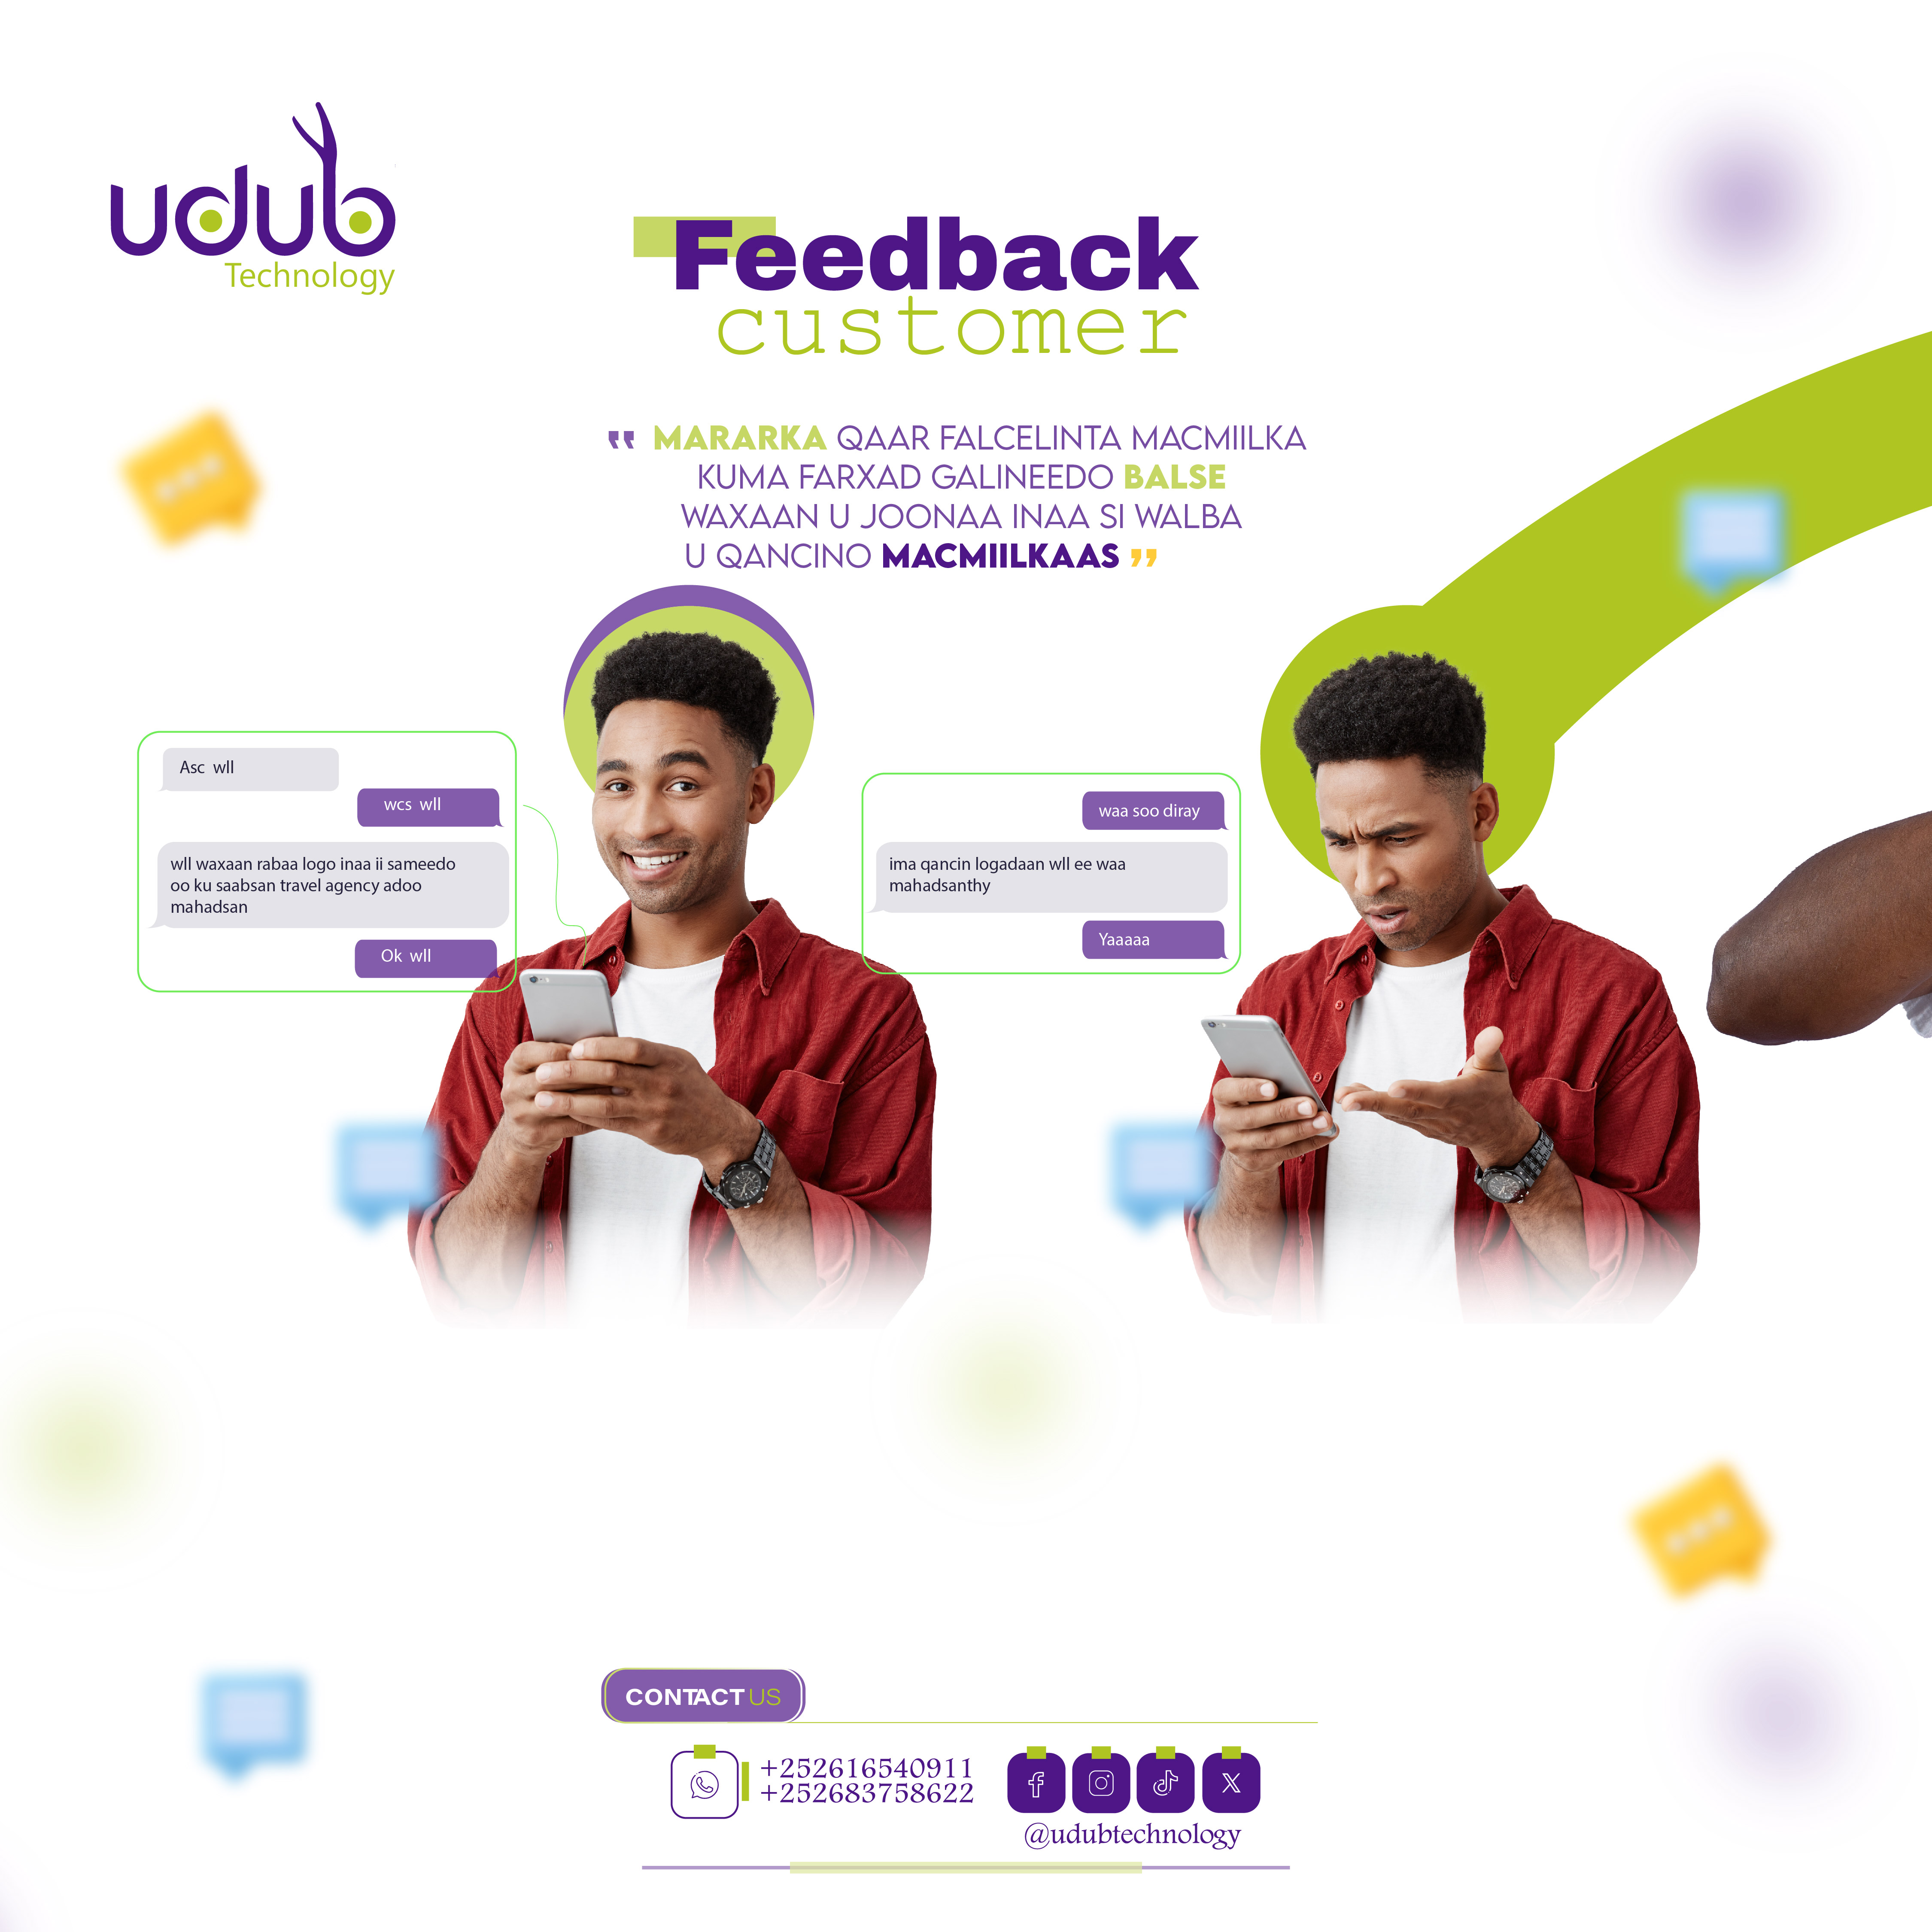 udub
Technology
Feedback
customer
MARARKA QAAR FALCELINTA MACMIILKA
KUMA FARXAD GALINEEDO BALSE
WAXAAN U JOONAA INAA SI WALBA
U QANCINO MACMIILKAAS
Asc wll
wcs wll
wll waxaan rabaa logo inaa ii sameedo
oo ku saabsan travel agency adoo
mahadsan
Ok wll
waa soo diray
ima qancin logadaan wll ee waa
mahadsanthy
Yaaaaa
CONTACT US
+252616540911
+252683758622
@udubtechnology